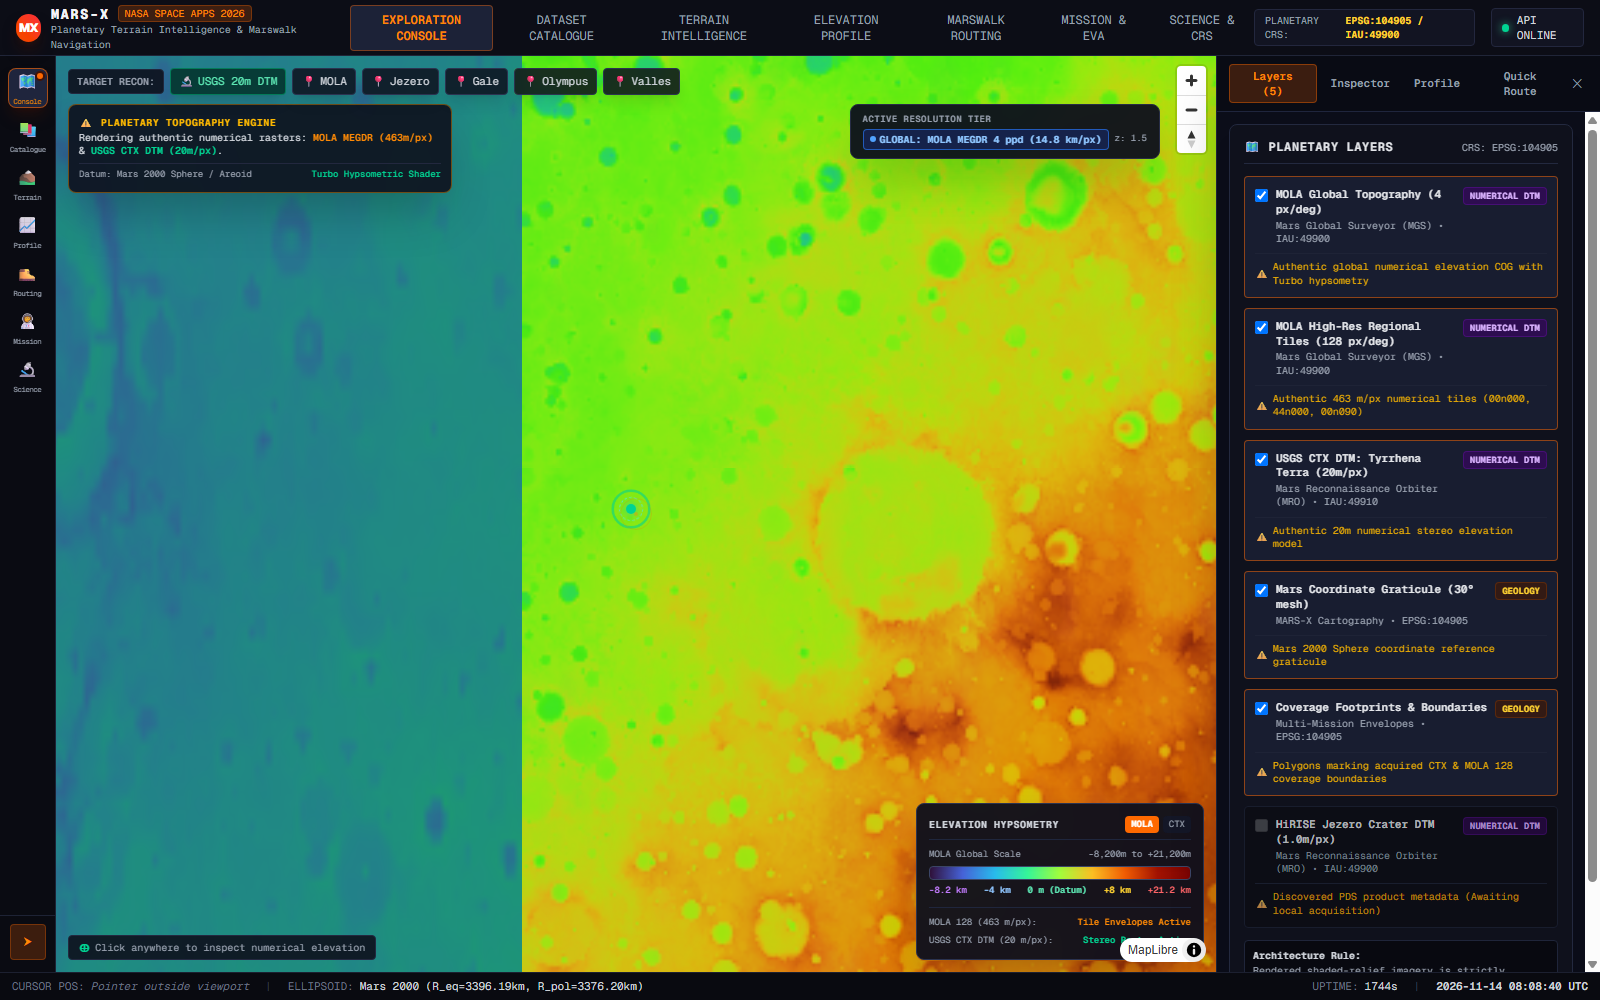 MX
MARS-X
NASA SPACE APPS 2026
Planetary Terrain Intelligence & Marswalk
Navigation
EXPLORATION
CONSOLE
DATASET
CATALOGUE
TERRAIN
INTELLIGENCE
ELEVATION
PROFILE
MARSWALK
ROUTING
MISSION &
EVA
SCIENCE &
CRS
PLANETARY
CRS:
EPSG:104905 /
IAU:49900
API
ONLINE
Console
Catalogue
Terrain
Profile
Routing
Mission
Science
TARGET RECON:
USGS 20m DTM
MOLA
Jezero
Gale
Olympus
Valles
PLANETARY TOPOGRAPHY ENGINE
Rendering authentic numerical rasters: MOLA MEGDR (463m/px)
& USGS CTX DTM (20m/px).
Datum: Mars 2000 Sphere / Areoid
Turbo Hypsometric Shader
ACTIVE RESOLUTION TIER
GLOBAL: MOLA MEGDR 4 ppd (14.8 km/px)
z: 1.5
Click anywhere to inspect numerical elevation
ELEVATION HYPSOMETRY
MOLA
CTX
MOLA Global Scale
-8,200m to +21,200m
-8.2 km
-4 km
0 m (Datum)
+8 km
+21.2 km
MOLA 128 (463 m/px):
Tile Envelopes Active
USGS CTX DTM (20 m/px):
Stereo
MapLibre
Layers
(5)
Inspector
Profile
Quick
Route
PLANETARY LAYERS
CRS: EPSG:104905
MOLA Global Topography (4
px/deg)
NUMERICAL DTM
Mars Global Surveyor (MGS) •
IAU:49900
Authentic global numerical elevation COG with
Turbo hypsometry
MOLA High-Res Regional
Tiles (128 px/deg)
NUMERICAL DTM
Mars Global Surveyor (MGS) •
IAU:49900
Authentic 463 m/px numerical tiles (00n000,
44n000, 00n090)
USGS CTX DTM: Tyrrhena
Terra (20m/px)
NUMERICAL DTM
Mars Reconnaissance Orbiter
(MRO) • IAU:49910
Authentic 20m numerical stereo elevation
model
Mars Coordinate Graticule (30°
mesh)
GEOLOGY
MARS-X Cartography • EPSG:104905
Mars 2000 Sphere coordinate reference
graticule
Coverage Footprints & Boundaries
GEOLOGY
Multi-Mission Envelopes •
EPSG:104905
Polygons marking acquired CTX & MOLA 128
coverage boundaries
HiRISE Jezero Crater DTM
(1.0m/px)
NUMERICAL DTM
Mars Reconnaissance Orbiter
(MRO) • IAU:49900
Discovered PDS product metadata (Awaiting
local acquisition)
Architecture Rule:
Rendered shaded-relief imagery is strictly
CURSOR POS: Pointer outside viewport
ELLIPSOID: Mars 2000 (R_eq=3396.19km, R_pol=3376.20km)
UPTIME: 1744s
2026-11-14 08:08:40 UTC